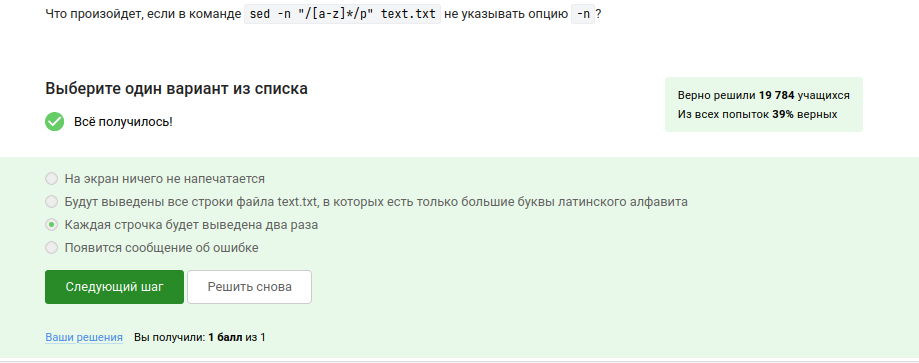 Что произойдет, если в команде sed -n "/[a-z]*/p" text.txt не указывать опцию -n?
Выберите один вариант из списка
Всё получилось!
Верно решили 19 784 учащихся
Из всех попыток 39% верных
На экран ничего не напечатается
Будут выведены все строки файла text.txt, в которых есть только большие буквы латинского алфавита
Каждая строчка будет выведена два раза
Появится сообщение об ошибке
Следующий шаг
Решить снова
Ваши решения Вы получили: 1 балл из 1